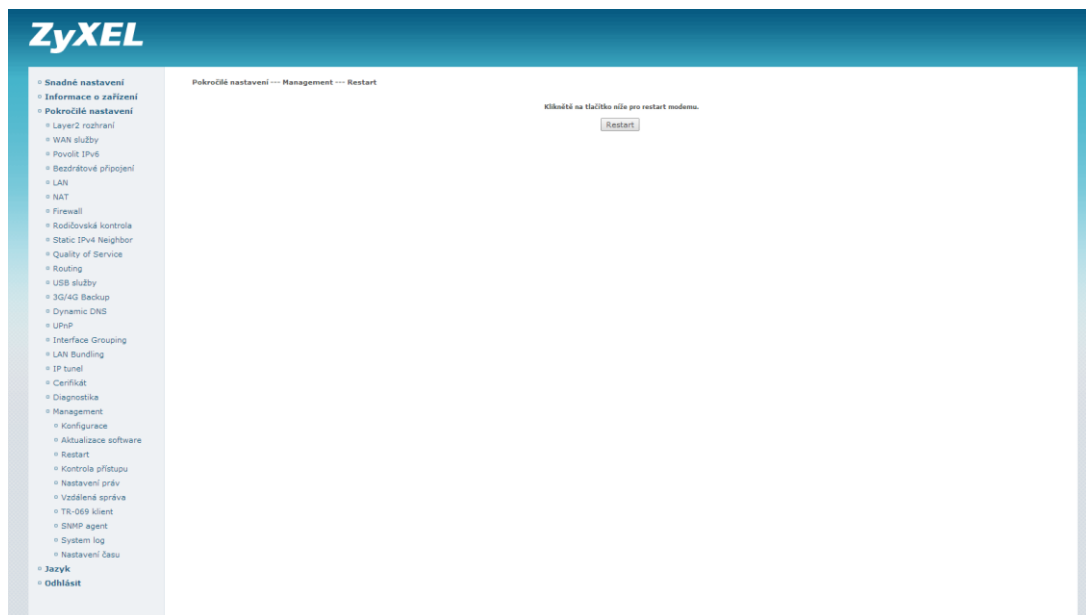 ZyXEL
Snadné nastavení
Informace o zařízení
Pokročilé nastavení
Layer2 rozhraní
WAN služby
Povolit IPv6
Bezdrátové připojení
LAN
NAT
Firewall
Rodičovská kontrola
Static IPv4 Neighbor
Quality of Service
Routing
USB služby
3G/4G Backup
Dynamic DNS
UPnP
Interface Grouping
LAN Bundling
IP tunel
Cerifikát
Diagnostika
Management
Konfigurace
Aktualizace software
Restart
Kontrola přístupu
Nastavení práv
Vzdálená správa
TR-069 klient
SNMP agent
System log
Nastavení času
Jazyk
Odhlásit
Pokročilé nastavení --- Management --- Restart
Klikněte na tlačítko níže pro restart modemu.
Restart